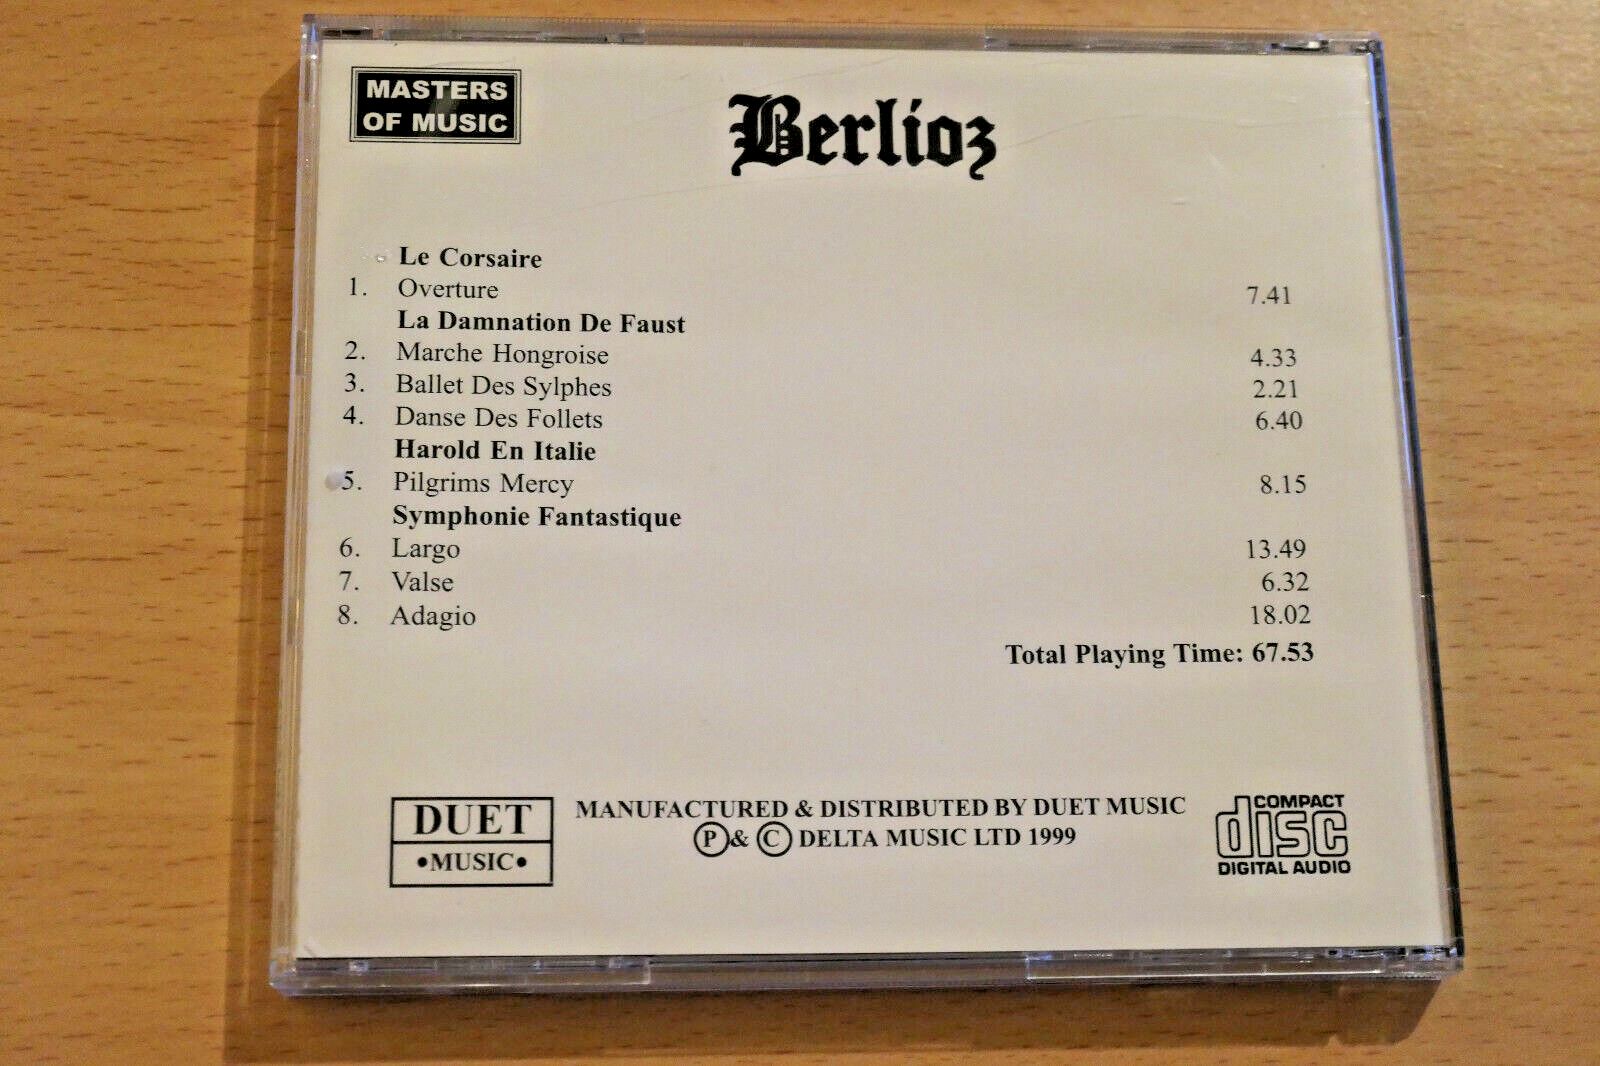 MASTERS
OF MUSIC
Berlioz
Le Corsaire
1. Overture 7.41
La Damnation De Faust
2. Marche Hongroise 4.33
3. Ballet Des Sylphes 2.21
4. Danse Des Follets 6.40
Harold En Italie
5. Pilgrims Mercy 8.15
Symphonie Fantastique
6. Largo 13.49
7. Valse 6.32
8. Adagio 18.02
Total Playing Time: 67.53
DUET
•MUSIC•
MANUFACTURED & DISTRIBUTED BY DUET MUSIC
Ⓟ& Ⓒ DELTA MUSIC LTD 1999
COMPACT
disc
DIGITAL AUDIO